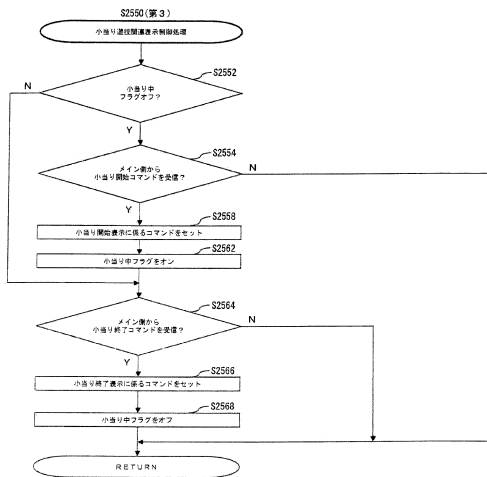 S2550(第3)
小当り遊技関連表示制御処理
S2552
N
小当り中
フラグオフ?
Y
S2554
メイン側から
小当り開始コマンドを受信?
N
Y
S2558
小当り開始表示に係るコマンドをセット
S2562
小当り中フラグをオン
S2564
メイン側から
小当り終了コマンドを受信?
N
Y
S2566
小当り終了表示に係るコマンドをセット
S2568
小当り中フラグをオフ
RETURN